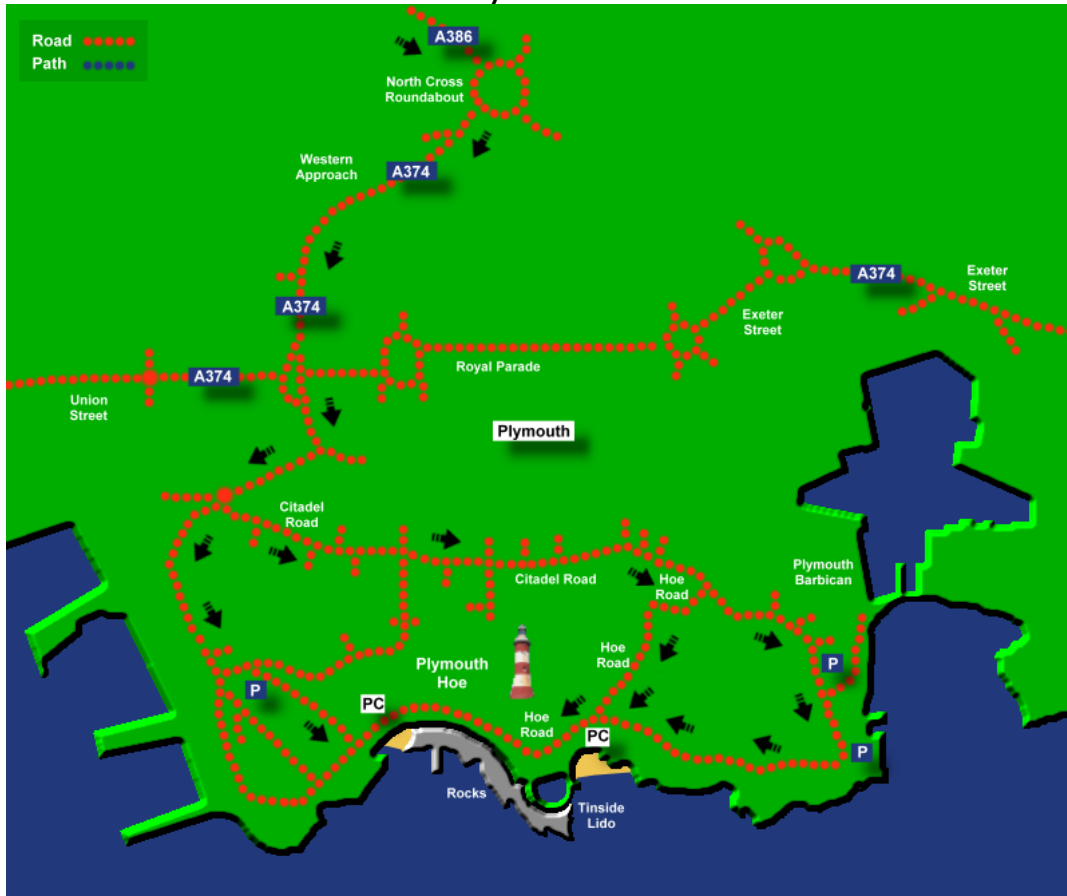 Road
Path
A386
North Cross
Roundabout
Western
Approach
A374
A374
A374
Exeter
Street
Exeter
Street
Royal Parade
A374
Union
Street
Plymouth
Citadel
Road
Citadel Road
Hoe
Road
Plymouth
Barbican
Hoe
Road
Plymouth
Hoe
P
P
PC
Hoe
Road
PC
P
Rocks
Tinside
Lido